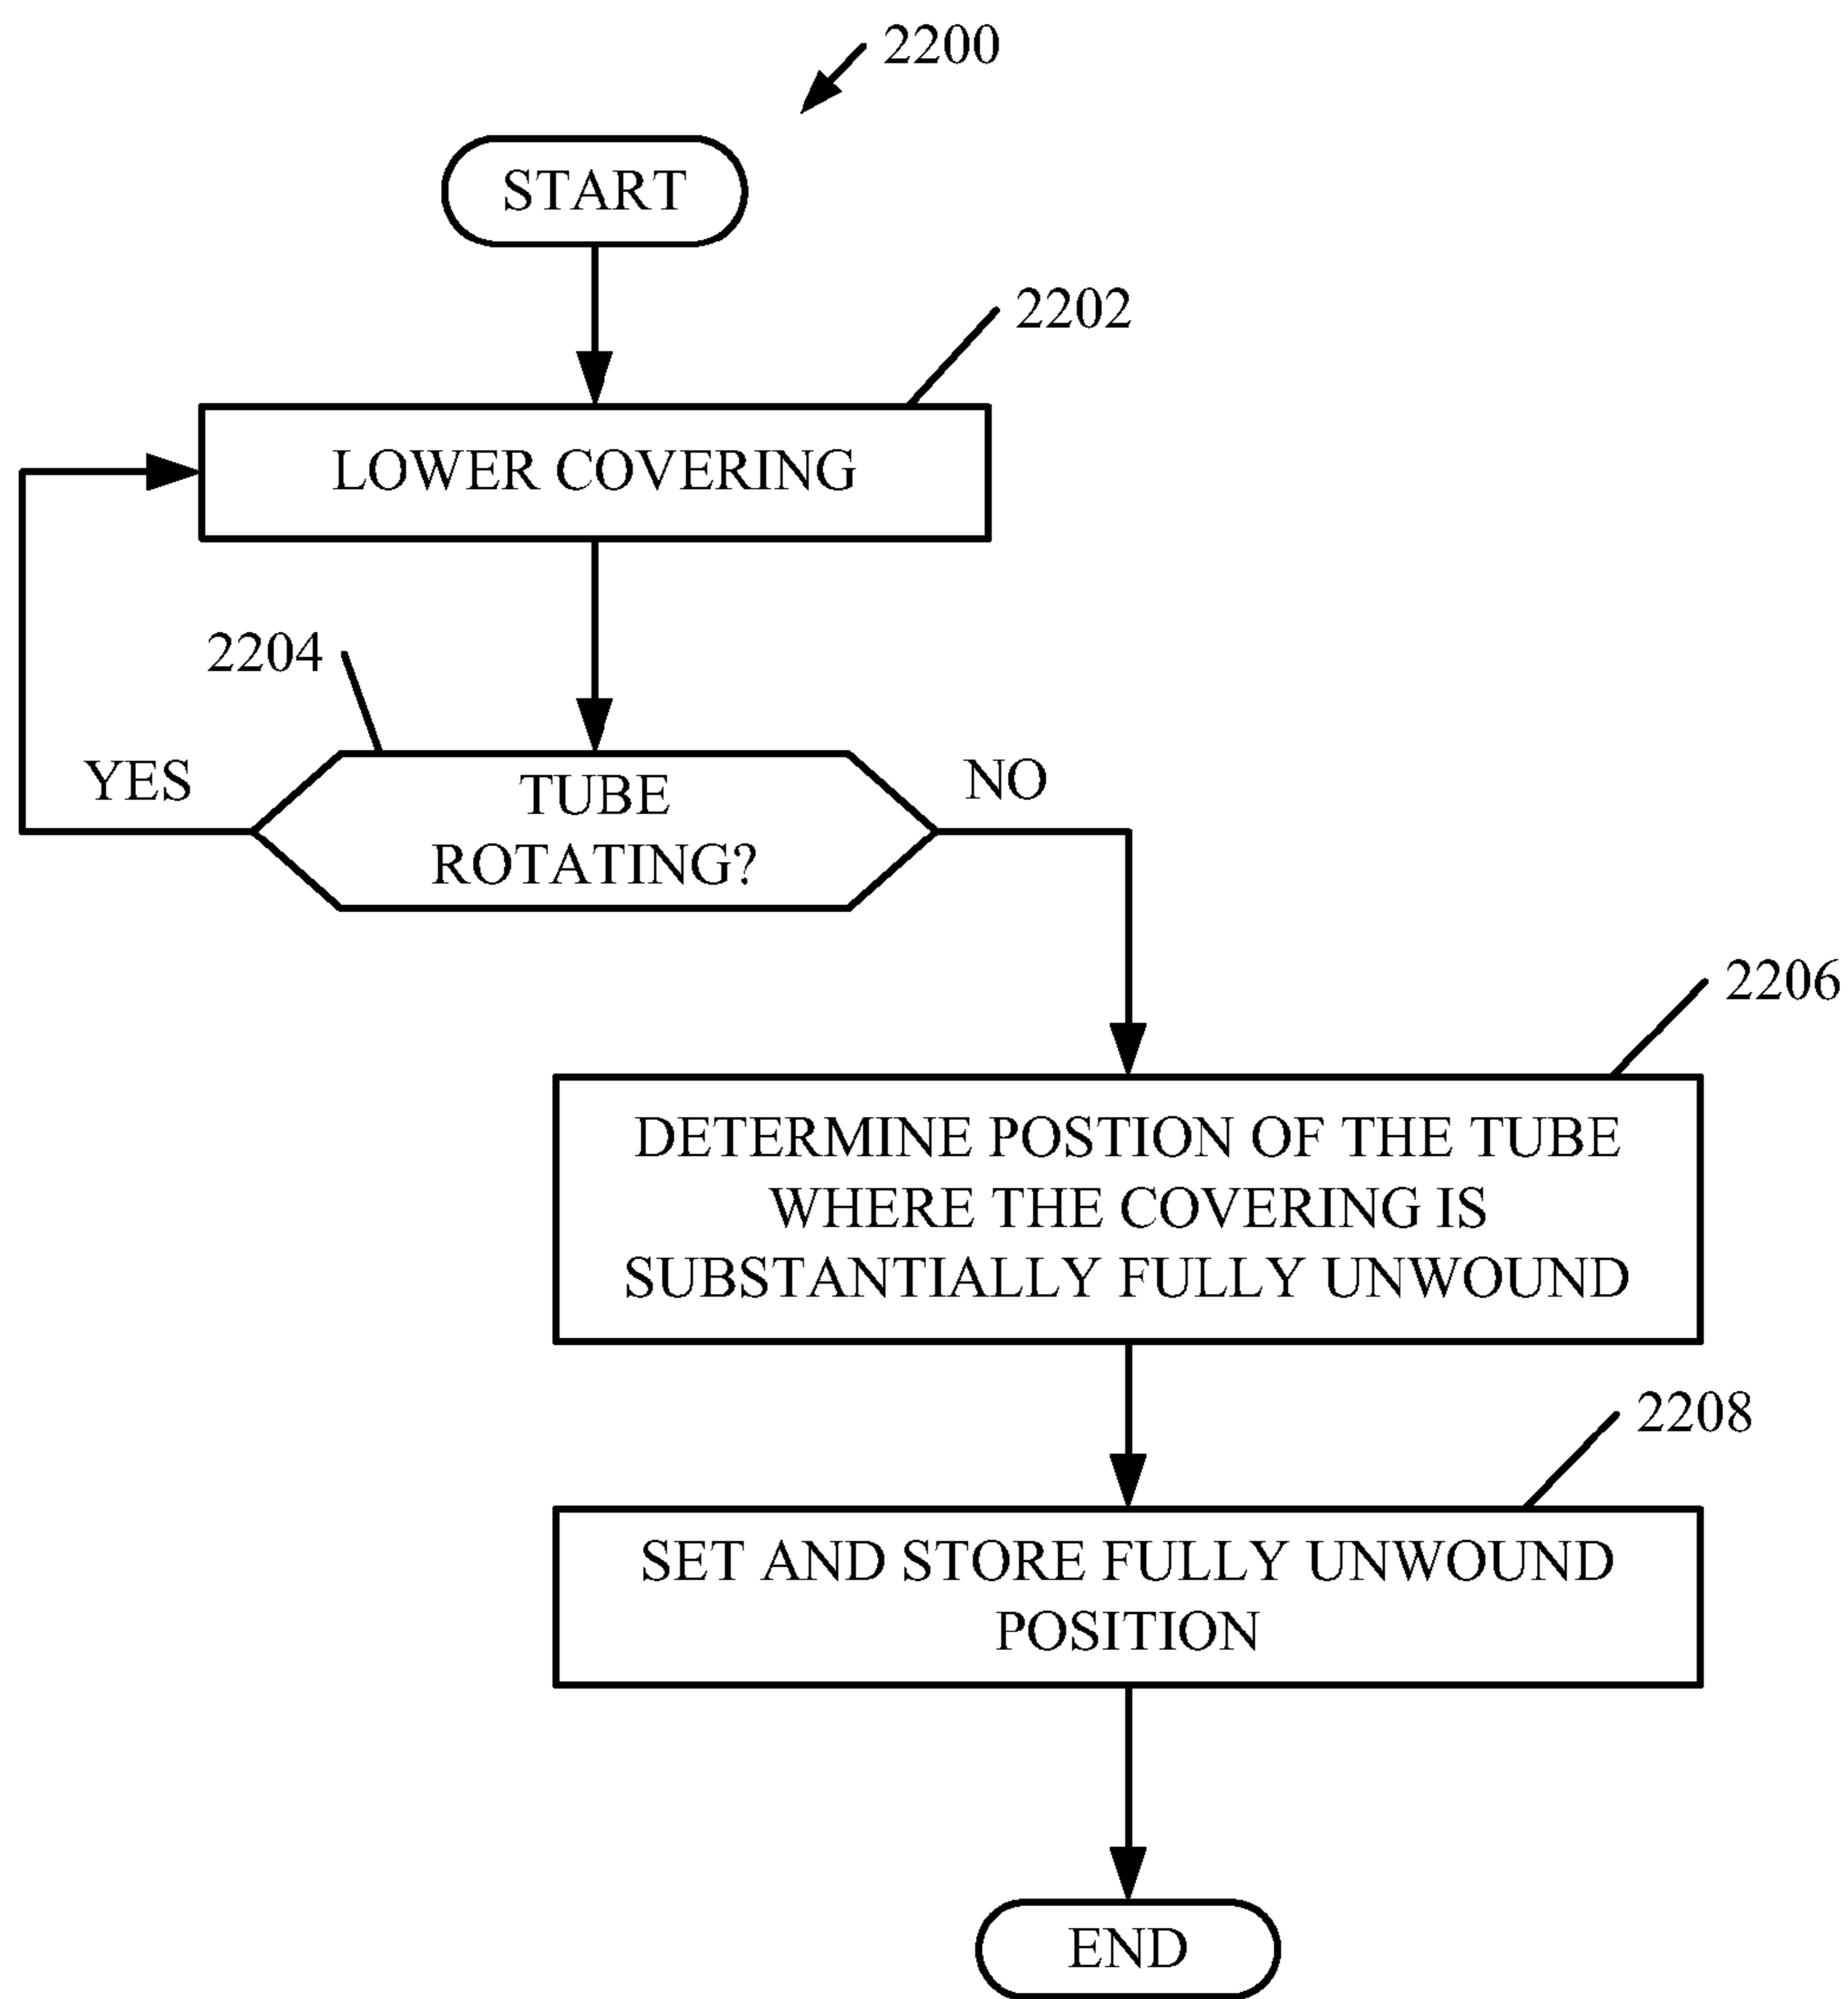 2200
START
2202
LOWER COVERING
2204
YES
TUBE
ROTATING?
NO
2206
DETERMINE POSTION OF THE TUBE
WHERE THE COVERING IS
SUBSTANTIALLY FULLY UNWOUND
2208
SET AND STORE FULLY UNWOUND
POSITION
END